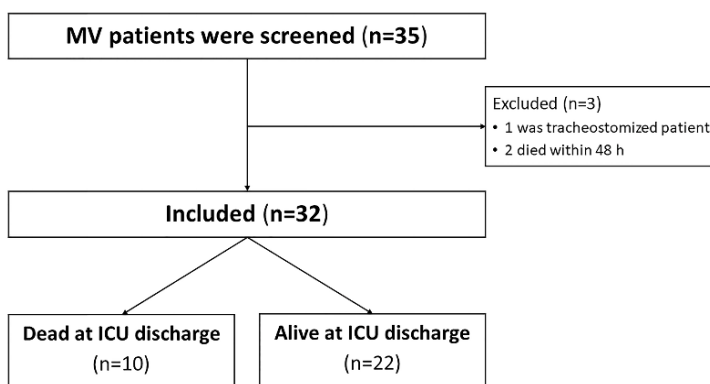 MV patients were screened (n=35)
Excluded (n=3)
• 1 was tracheostomized patient
• 2 died within 48 h
Included (n=32)
Dead at ICU discharge
(n=10)
Alive at ICU discharge
(n=22)